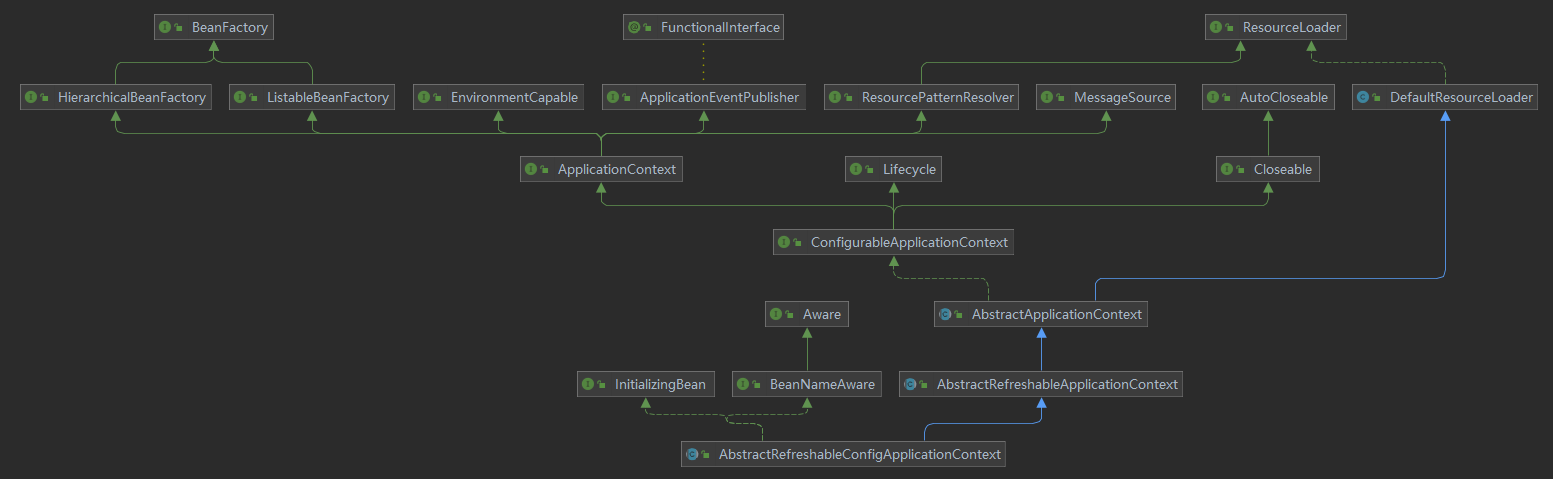 BeanFactory
FunctionalInterface
ResourceLoader
HierarchicalBeanFactory
ListableBeanFactory
EnvironmentCapable
ApplicationEventPublisher
ResourcePatternResolver
MessageSource
AutoCloseable
DefaultResourceLoader
ApplicationContext
Lifecycle
Closeable
ConfigurableApplicationContext
Aware
AbstractApplicationContext
InitializingBean
BeanNameAware
AbstractRefreshableApplicationContext
AbstractRefreshableConfigApplicationContext